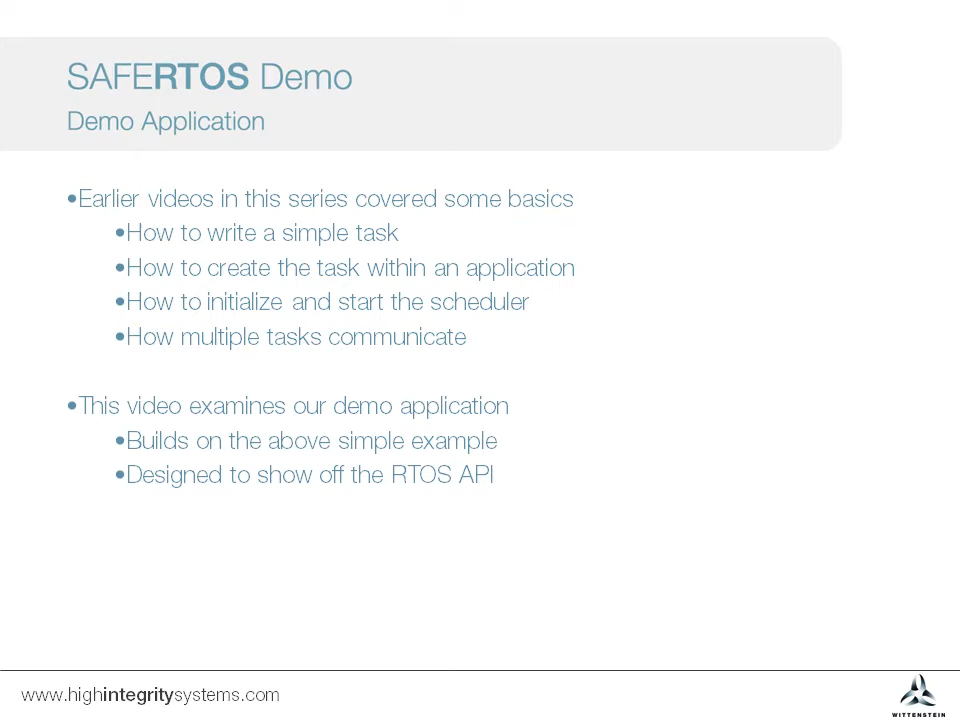 SAFERTOS Demo
Demo Application
•Earlier videos in this series covered some basics
•How to write a simple task
•How to create the task within an application
•How to initialize and start the scheduler
•How multiple tasks communicate
•This video examines our demo application
•Builds on the above simple example
•Designed to show off the RTOS API
www.highintegritysystems.com
WITTENSTEIN